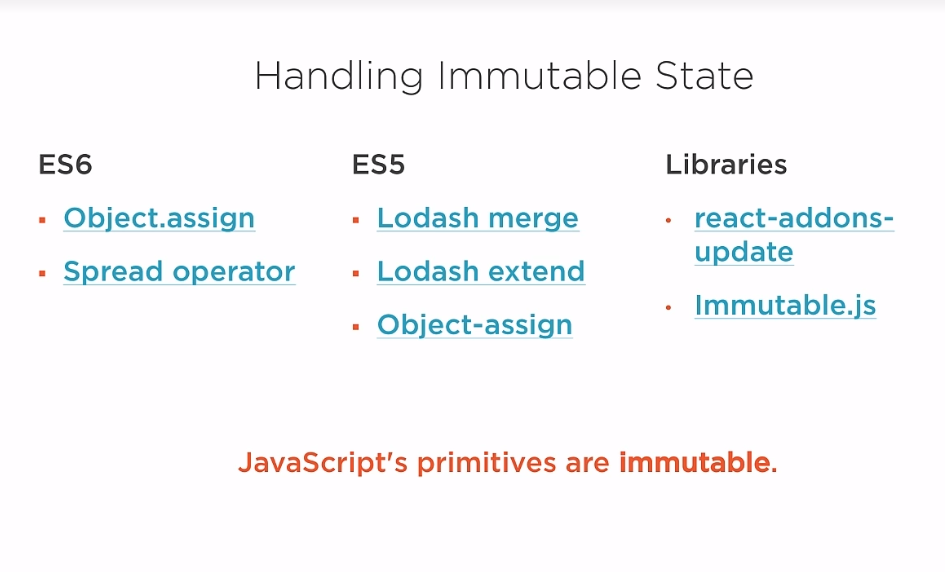 Handling Immutable State
ES6
Object.assign
Spread operator
ES5
Lodash merge
Lodash extend
Object-assign
Libraries
react-addons-
update
Immutable.js
JavaScript's primitives are immutable.